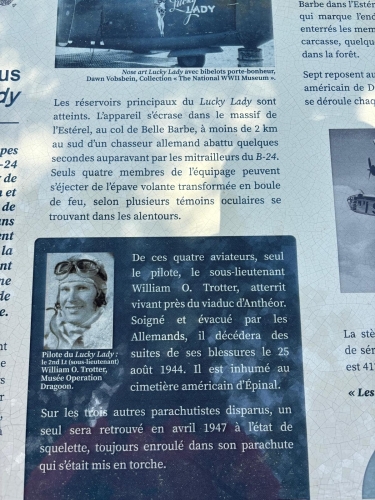 Lucky
LADY
Nose art Lucky Lady avec bibelots porte-bonheur,
Dawn Vobsbein, Collection « The National WWII Museum ».
Les réservoirs principaux du Lucky Lady sont
atteints. L'appareil s'écrase dans le massif de
l'Estérel, au col de Belle Barbe, à moins de 2 km
au sud d'un chasseur allemand abattu quelques
secondes auparavant par les mitrailleurs du B-24.
Seuls quatre membres de l'équipage peuvent
s'éjecter de l'épave volante transformée en boule
de feu, selon plusieurs témoins oculaires se
trouvant dans les alentours.
De ces quatre aviateurs, seul
le pilote, le sous-lieutenant
William O. Trotter, atterrit
vivant près du viaduc d'Anthéor.
Soigné et évacué par les
Allemands, il décédera des
suites de ses blessures le 25
août 1944. Il est inhumé au
cimetière américain d'Épinal.
Pilote du Lucky Lady :
le 2nd Lt (sous-lieutenant)
William O. Trotter,
Musée Operation
Dragoon.
Sur les trois autres parachutistes disparus, un
seul sera retrouvé en avril 1947 à l'état de
squelette, toujours enroulé dans son parachute
qui s'était mis en torche.
Barbe dans l'Estér
qui marque l'end
enterrés les mem
carcasse, quelqu
dans la forêt.
Sept reposent au
américain de D
se déroule chaq
La stè
de sér
est 41
« Les